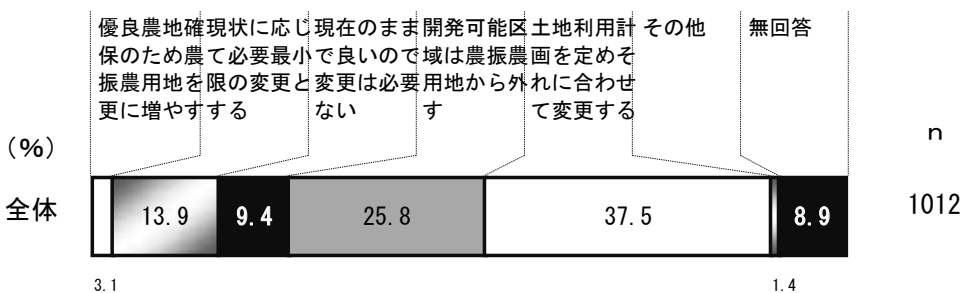 優良農地確保のため農振農用地を更に増やす
現状に応じて必要最小限の変更とする
現在のままで良いので変更は必要ない
開発可能区域は農振農用地から外す
土地利用計画を定めそれに合わせて変更する
その他
無回答
(%)
n
全体
13.9
9.4
25.8
37.5
8.9
1012
3.1
1.4